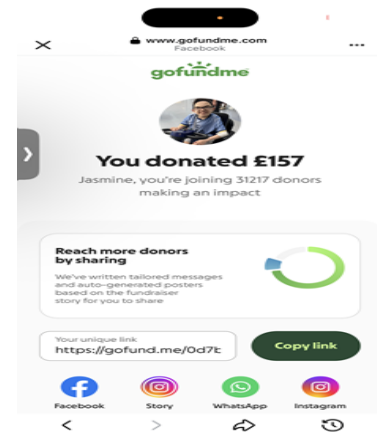 www.gofundme.com
Facebook
gofundme
You donated £157
Jasmine, you're joining 31217 donors
making an impact
Reach more donors
by sharing
We've written tailored messages
and auto-generated posters
based on the fundraiser
story for you to share
Your unique link
https://gofund.me/0d7b
Copy link
Facebook
Story
WhatsApp
Instagram